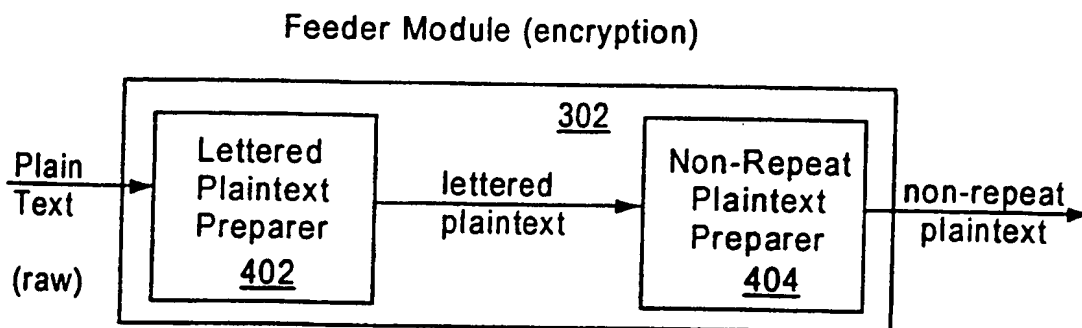 Feeder Module (encryption)
302
Plain
Text
(raw)
Lettered
Plaintext
Preparer
402
lettered
plaintext
Non-Repeat
Plaintext
Preparer
404
non-repeat
plaintext